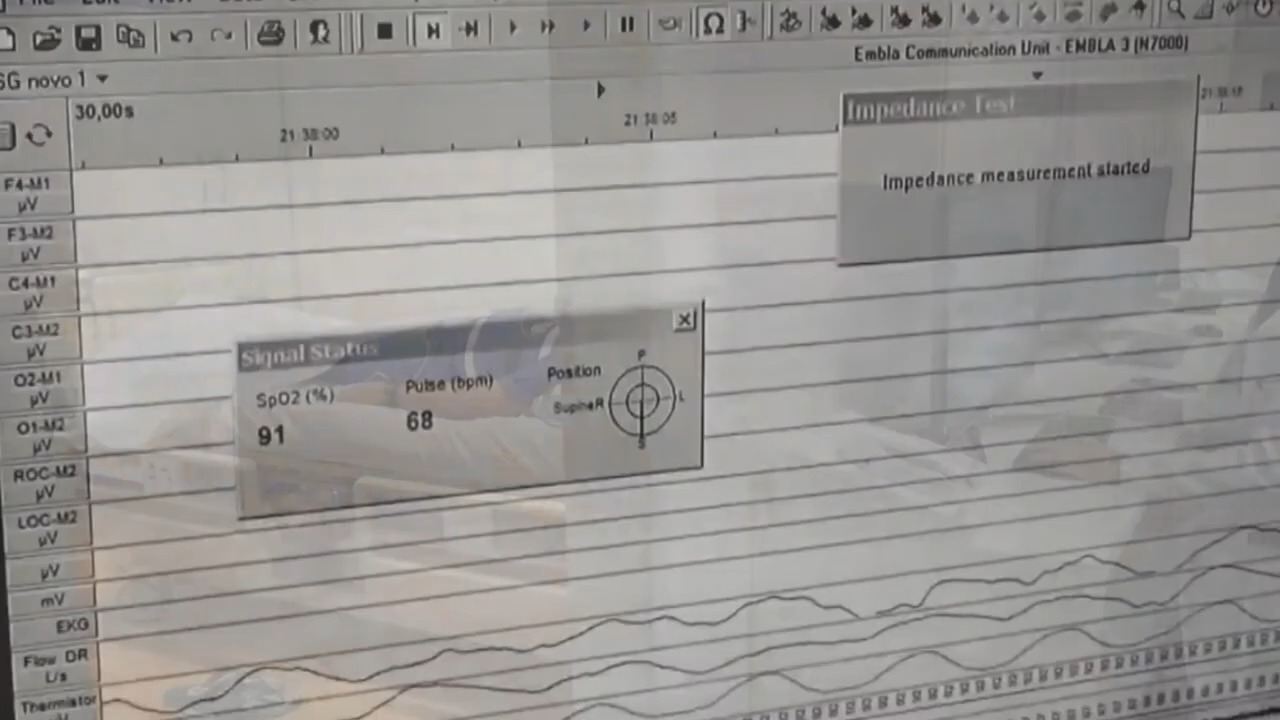 Embla Communication Unit - EMBLA 3 (N7000)
SG novo 1
30,00s
21:38:00
21:38:05
Impedance Test
Impedance measurement started
F4-M1
µV
F3-M2
µV
C4-M1
µV
C3-M2
µV
O2-M1
µV
O1-M2
µV
ROC-M2
µV
LOC-M2
µV
µV
mV
EKG
Flow DR
L/s
Thermistor
Signal Status
SpO2 (%)
91
Pulse (bpm)
68
Position
Supine
P
R
L
S